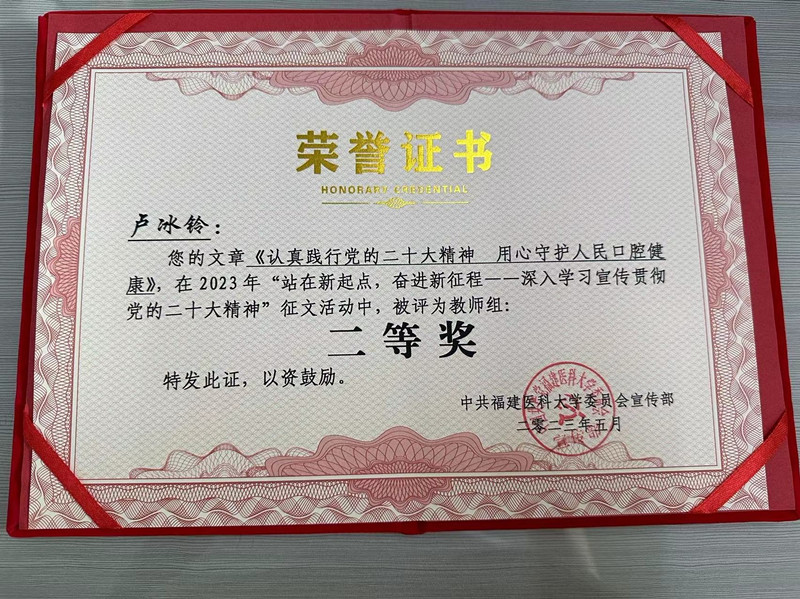 荣誉证书
HONORARY CREDENTIAL
卢冰铃：
您的文章《认真践行党的二十大精神　用心守护人民口腔健
康》，在2023年“站在新起点，奋进新征程——深入学习宣传贯彻
党的二十大精神”征文活动中，被评为教师组：
二等奖
特发此证，以资鼓励。
中共福建医科大学委员会宣传部
二〇二三年五月